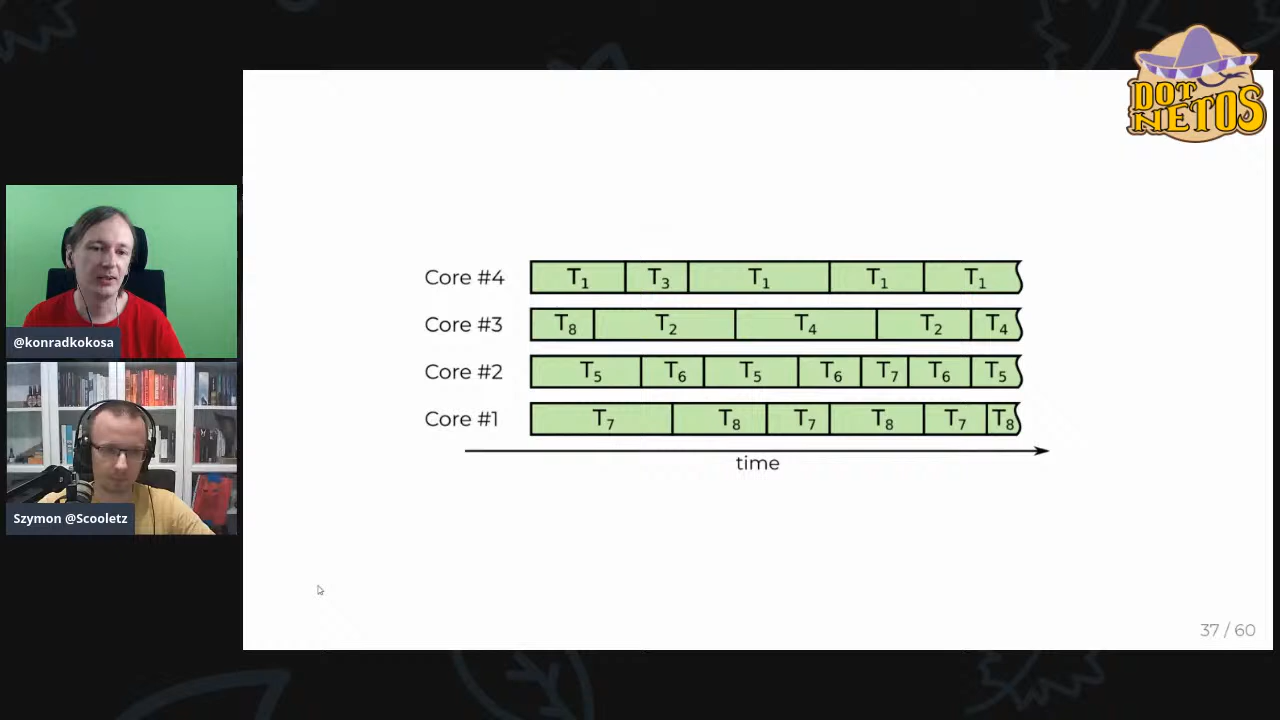 DOT
NETOS
Core #4 T1 T3 T1 T1 T1
Core #3 T8 T2 T4 T2 T4
@konradkokosa
Core #2 T5 T6 T5 T6 T7 T6 T5
Core #1 T7 T8 T7 T8 T7 T8
time
Szymon @Scooletz
37 / 60